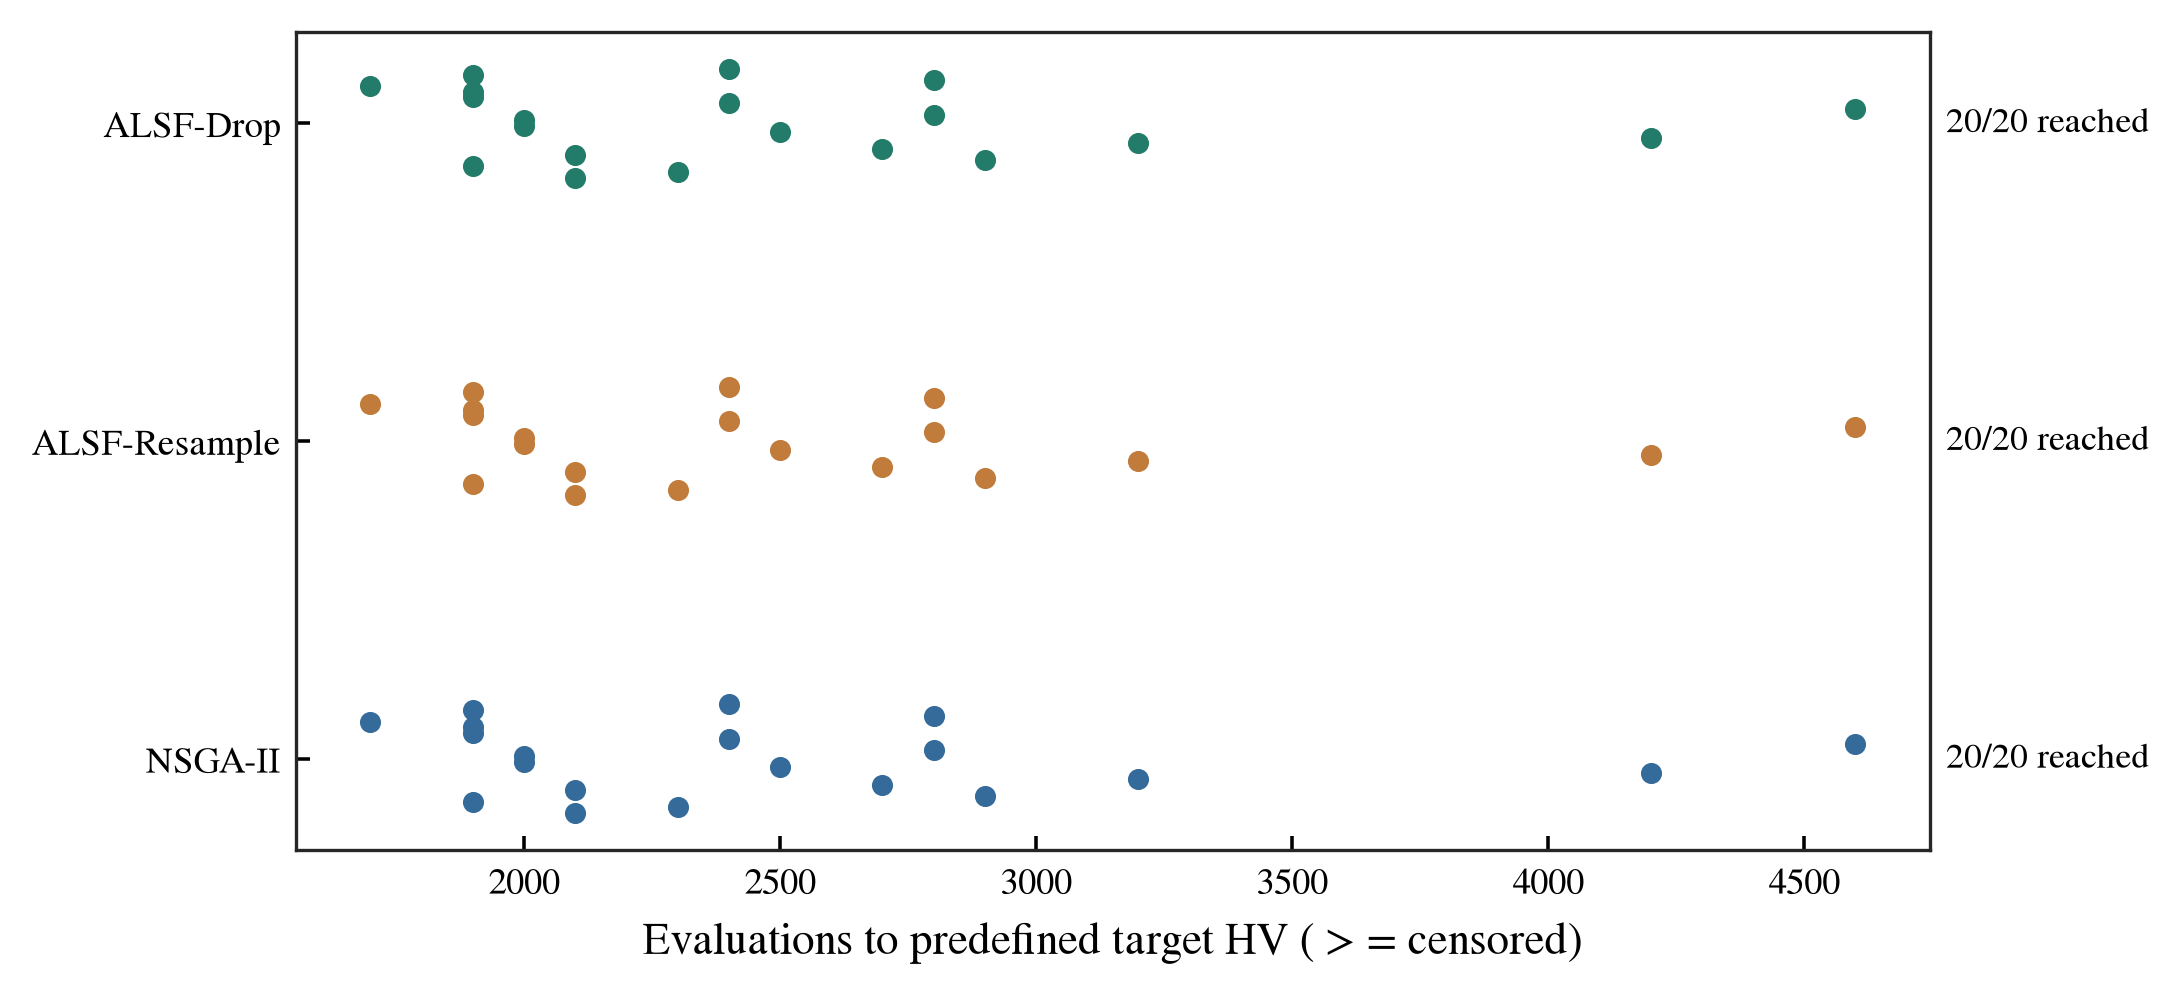 ALSF-Drop
20/20 reached
ALSF-Resample
20/20 reached
NSGA-II
20/20 reached
2000 2500 3000 3500 4000 4500
Evaluations to predefined target HV ( > = censored)